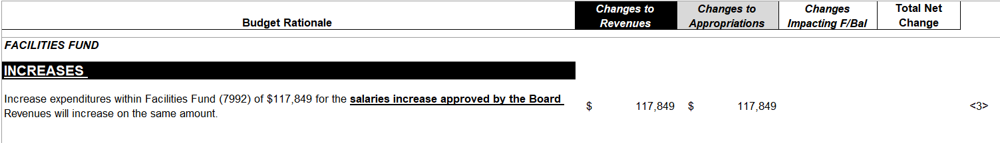 Budget Rationale
Changes to Revenues
Changes to Appropriations
Changes Impacting F/Bal
Total Net Change
FACILITIES FUND
INCREASES
Increase expenditures within Facilities Fund (7992) of $117,849 for the salaries increase approved by the Board
Revenues will increase on the same amount.
$ 117,849 $ 117,849 <3>